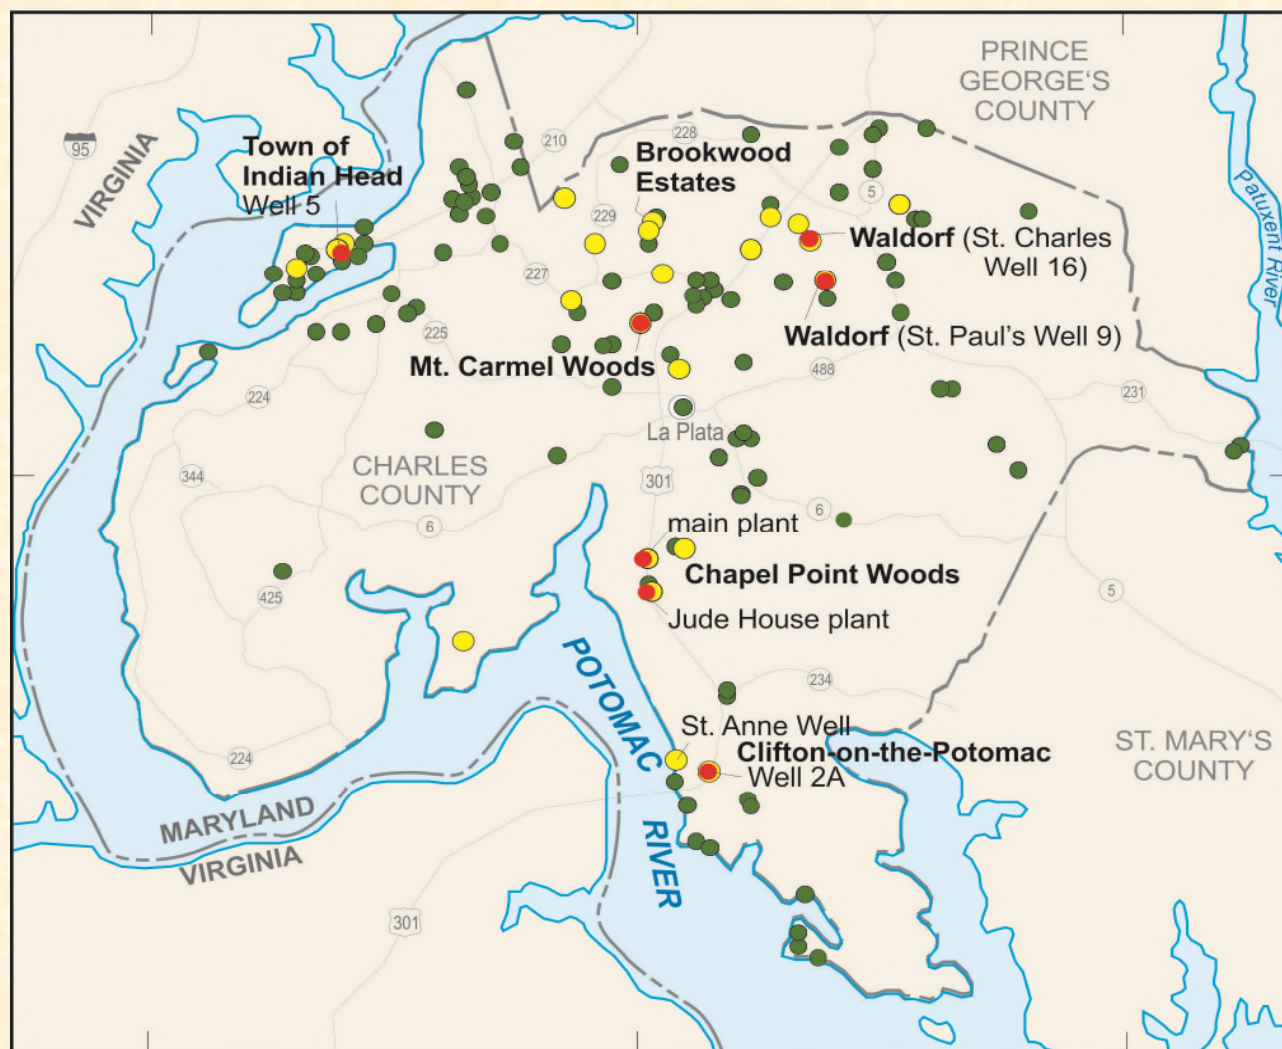 PRINCE
GEORGE'S
COUNTY
95
VIRGINIA
Town of
Indian Head
Well 5
210
228
Brookwood
Estates
5
229
Patuxent River
Waldorf (St. Charles
Well 16)
227
225
Waldorf (St. Paul's Well 9)
Mt. Carmel Woods
488
224
231
La Plata
CHARLES
COUNTY
344
301
6
6
main plant
Chapel Point Woods
425
5
Jude House plant
POTOMAC
RIVER
234
St. Anne Well
Clifton-on-the-Potomac
Well 2A
ST. MARY'S
COUNTY
224
MARYLAND
VIRGINIA
301